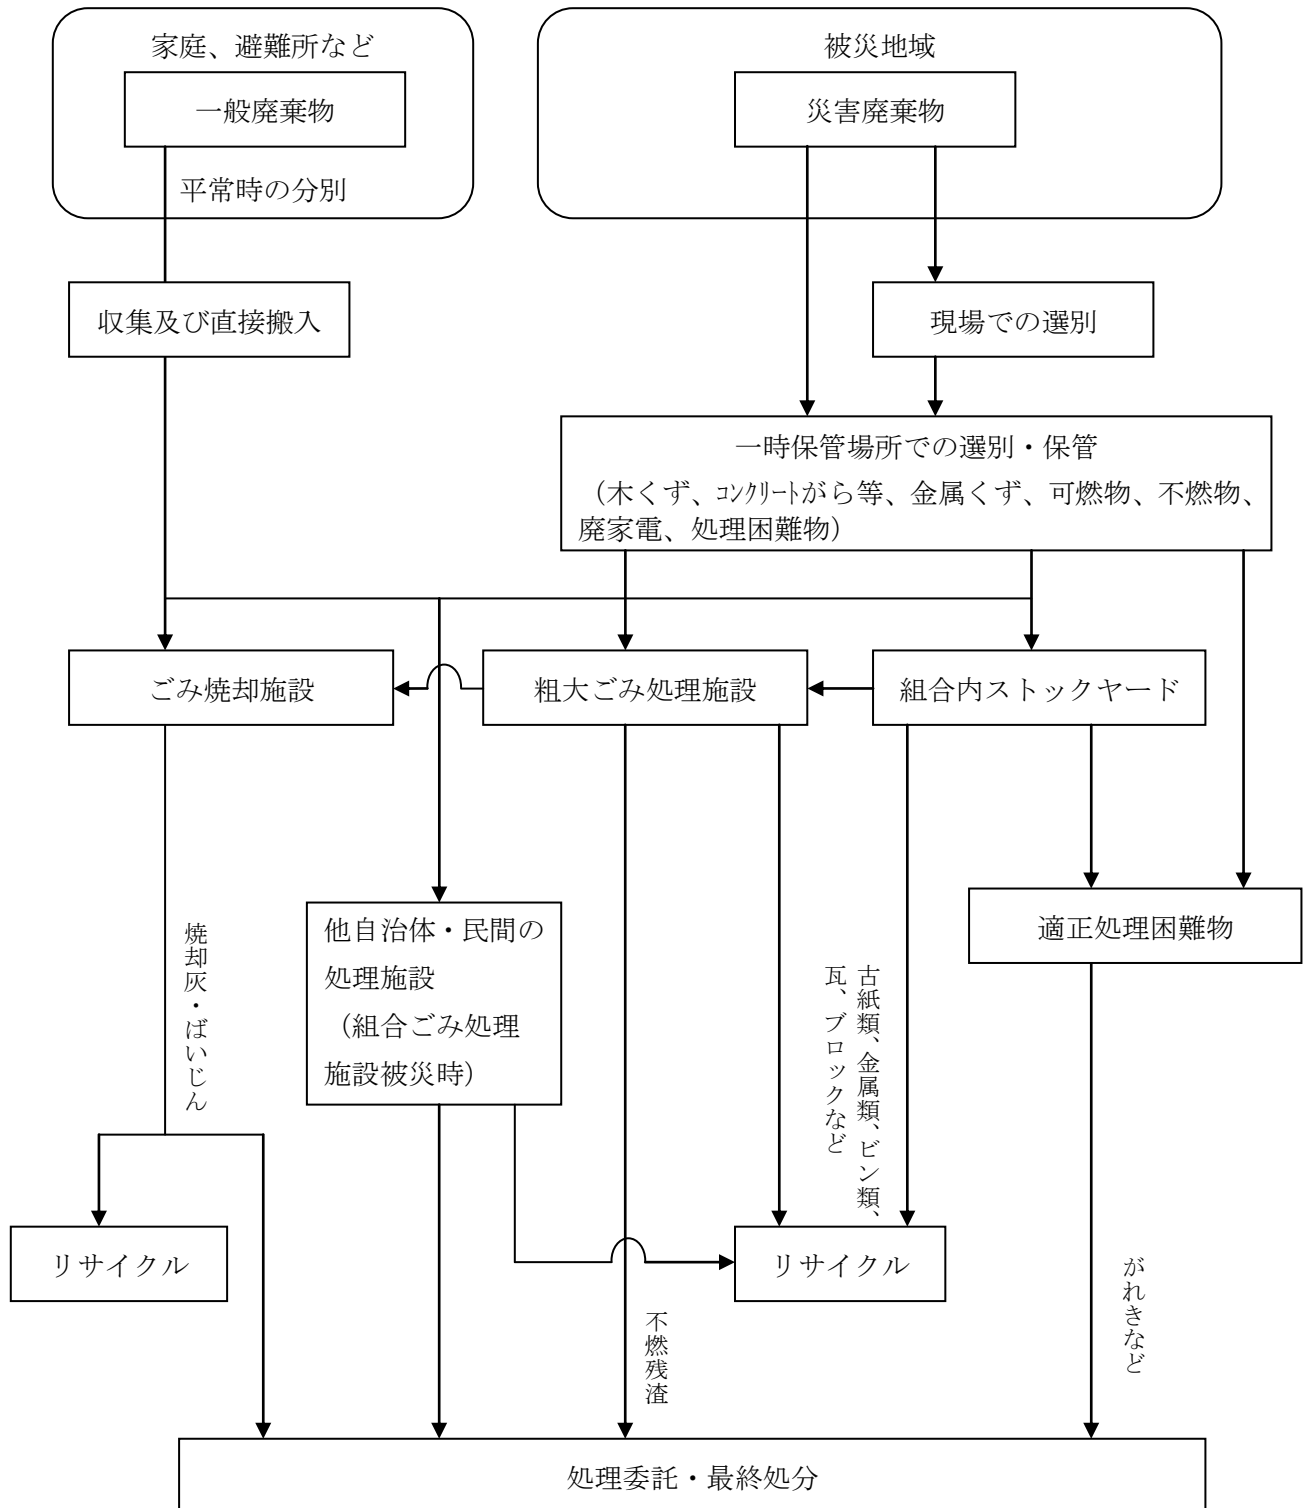 家庭、避難所など
一般廃棄物
平常時の分別
被災地域
災害廃棄物
収集及び直接搬入
現場での選別
一時保管場所での選別・保管
（木くず、ｺﾝｸﾘｰﾄがら等、金属くず、可燃物、不燃物、
廃家電、処理困難物）
ごみ焼却施設
粗大ごみ処理施設
組合内ストックヤード
他自治体・民間の
処理施設
（組合ごみ処理
施設被災時）
適正処理困難物
焼却灰・ばいじん
古紙類、金属類、ビン類、
瓦、ブロックなど
リサイクル
リサイクル
不燃残渣
がれきなど
処理委託・最終処分